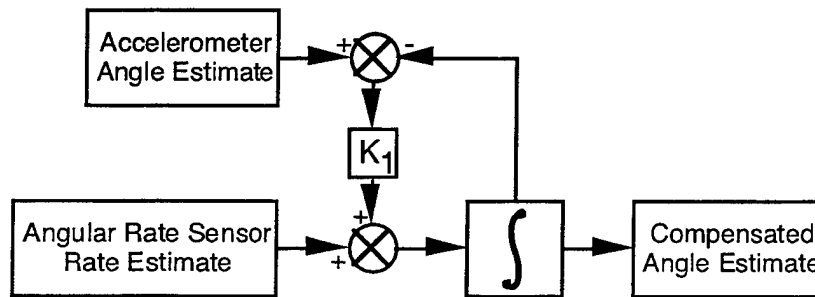 Accelerometer
Angle Estimate
+ -
K1
+
Angular Rate Sensor
Rate Estimate
+
∫
Compensated
Angle Estimate